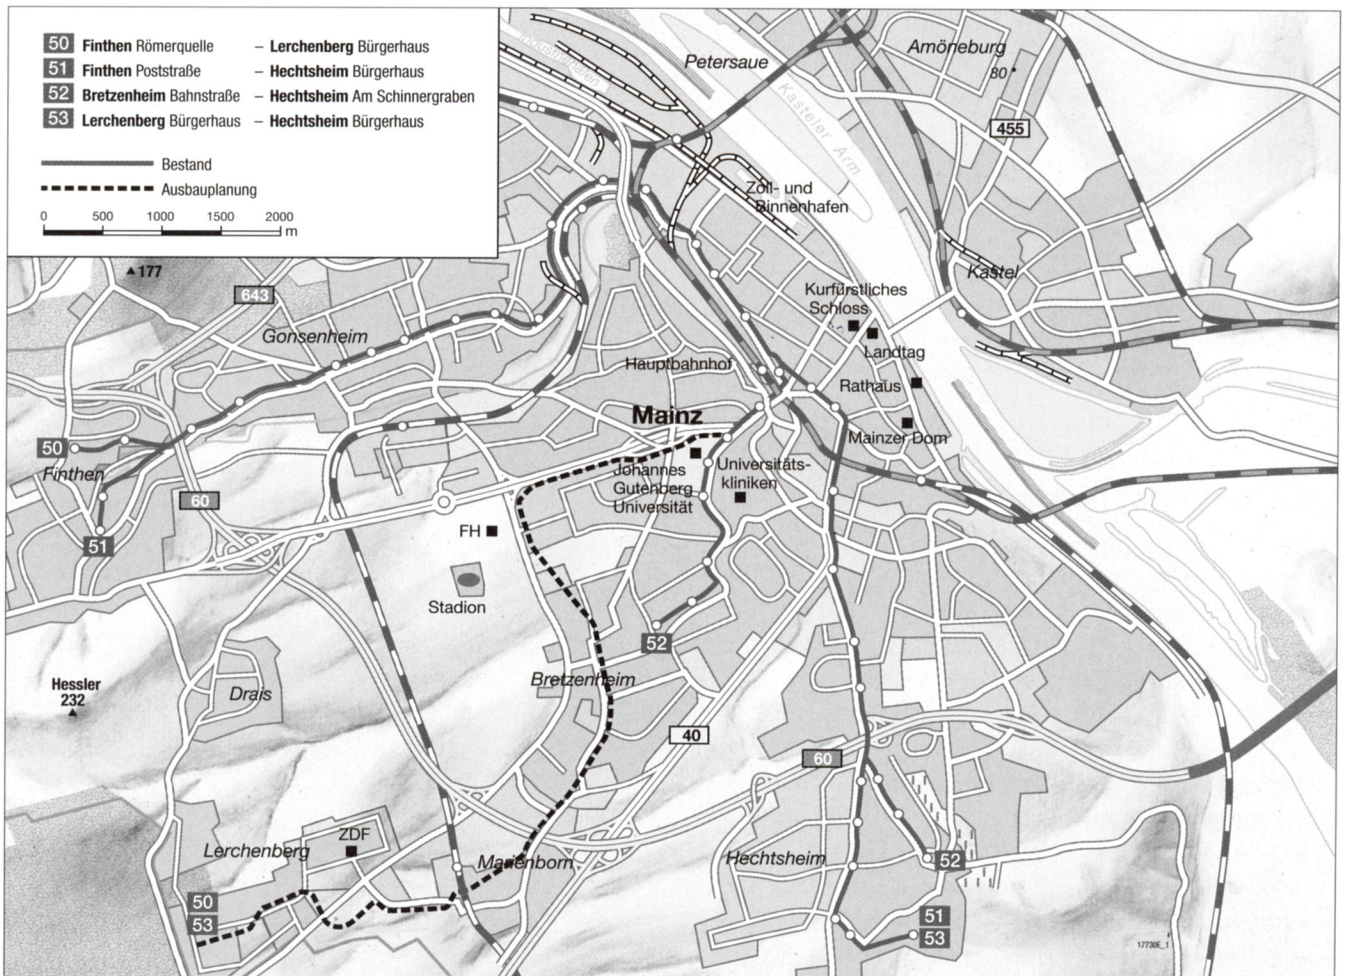 50 Finthen Römerquelle – Lerchenberg Bürgerhaus
51 Finthen Poststraße – Hechtsheim Bürgerhaus
52 Bretzenheim Bahnstraße – Hechtsheim Am Schinnergraben
53 Lerchenberg Bürgerhaus – Hechtsheim Bürgerhaus
Bestand
Ausbauplanung
0 500 1000 1500 2000
m
Industriehafen
Petersaue
Amöneburg
80
Kasteler Arm
455
Zoll- und
Binnenhafen
177
643
Kastel
Kurfürstliches
Schloss
Gonsenheim
Landtag
Hauptbahnhof
Rathaus
Mainz
Mainzer Dom
50
Finthen
Johannes
Gutenberg
Universität
Universitäts-
kliniken
60
FH
51
Stadion
52
Hessler
232
Drais
Bretzenheim
40
60
ZDF
Lerchenberg
Marienborn
Hechtsheim
52
50
53
51
53
17730E_1